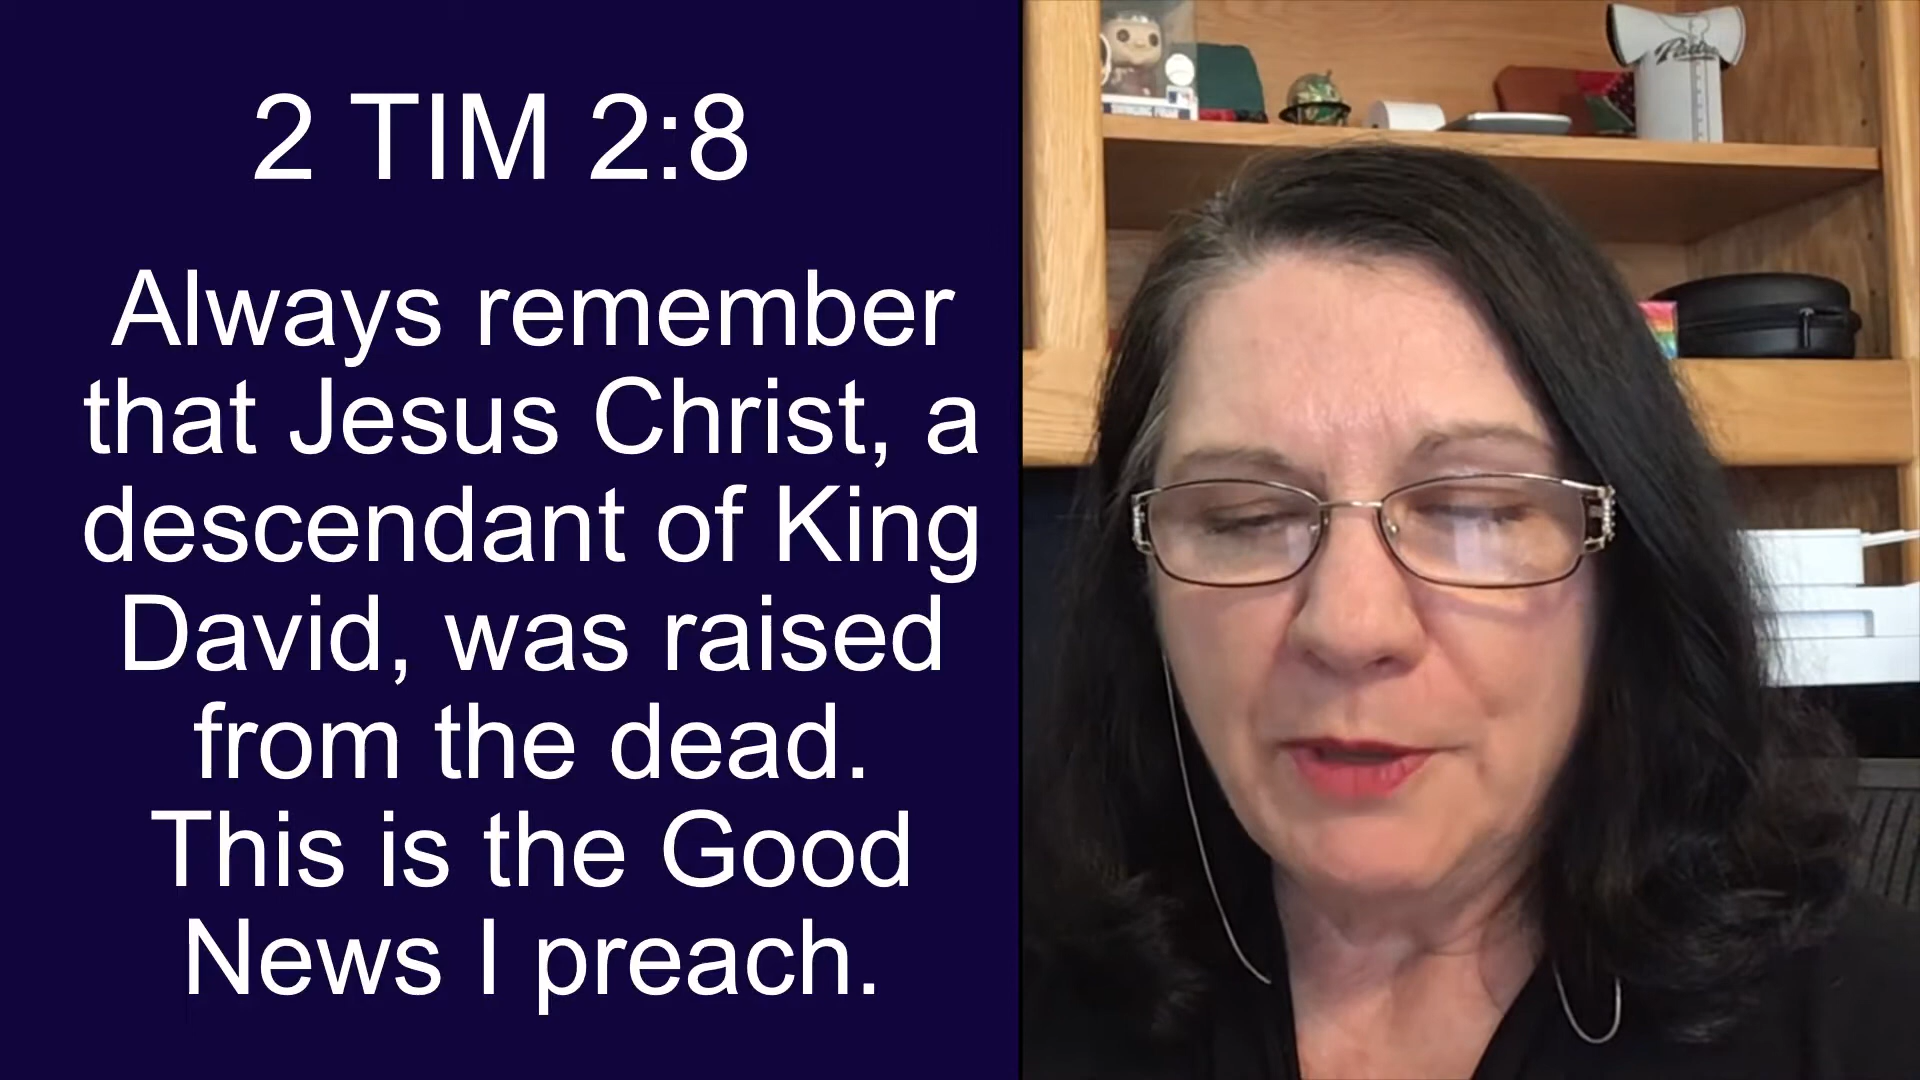 2 TIM 2:8
Always remember
that Jesus Christ, a
descendant of King
David, was raised
from the dead.
This is the Good
News I preach.